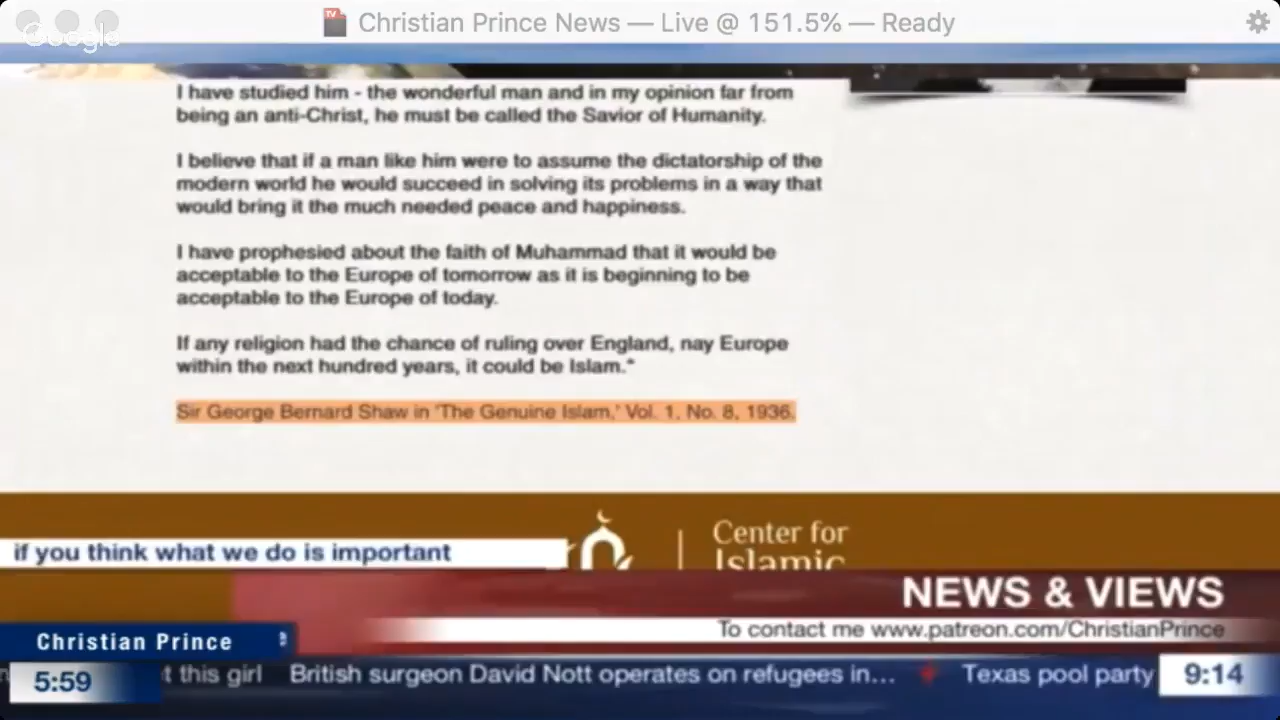 Christian Prince News — Live @ 151.5% — Ready
Google
I have studied him - the wonderful man and in my opinion far from
being an anti-Christ, he must be called the Savior of Humanity.
I believe that if a man like him were to assume the dictatorship of the
modern world he would succeed in solving its problems in a way that
would bring it the much needed peace and happiness.
I have prophesied about the faith of Muhammad that it would be
acceptable to the Europe of tomorrow as it is beginning to be
acceptable to the Europe of today.
If any religion had the chance of ruling over England, nay Europe
within the next hundred years, it could be Islam."
Sir George Bernard Shaw in 'The Genuine Islam,' Vol. 1, No. 8, 1936.
Center for
Islamic
if you think what we do is important
NEWS & VIEWS
To contact me www.patreon.com/ChristianPrince
Christian Prince
5:59 t this girl British surgeon David Nott operates on refugees in... Texas pool party 9:14